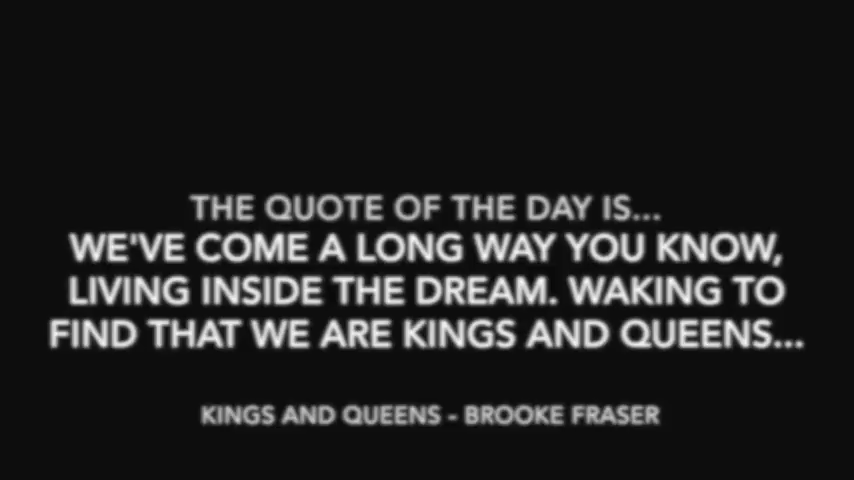 THE QUOTE OF THE DAY IS...
WE'VE COME A LONG WAY YOU KNOW,
LIVING INSIDE THE DREAM. WAKING TO
FIND THAT WE ARE KINGS AND QUEENS...
KINGS AND QUEENS - BROOKE FRASER